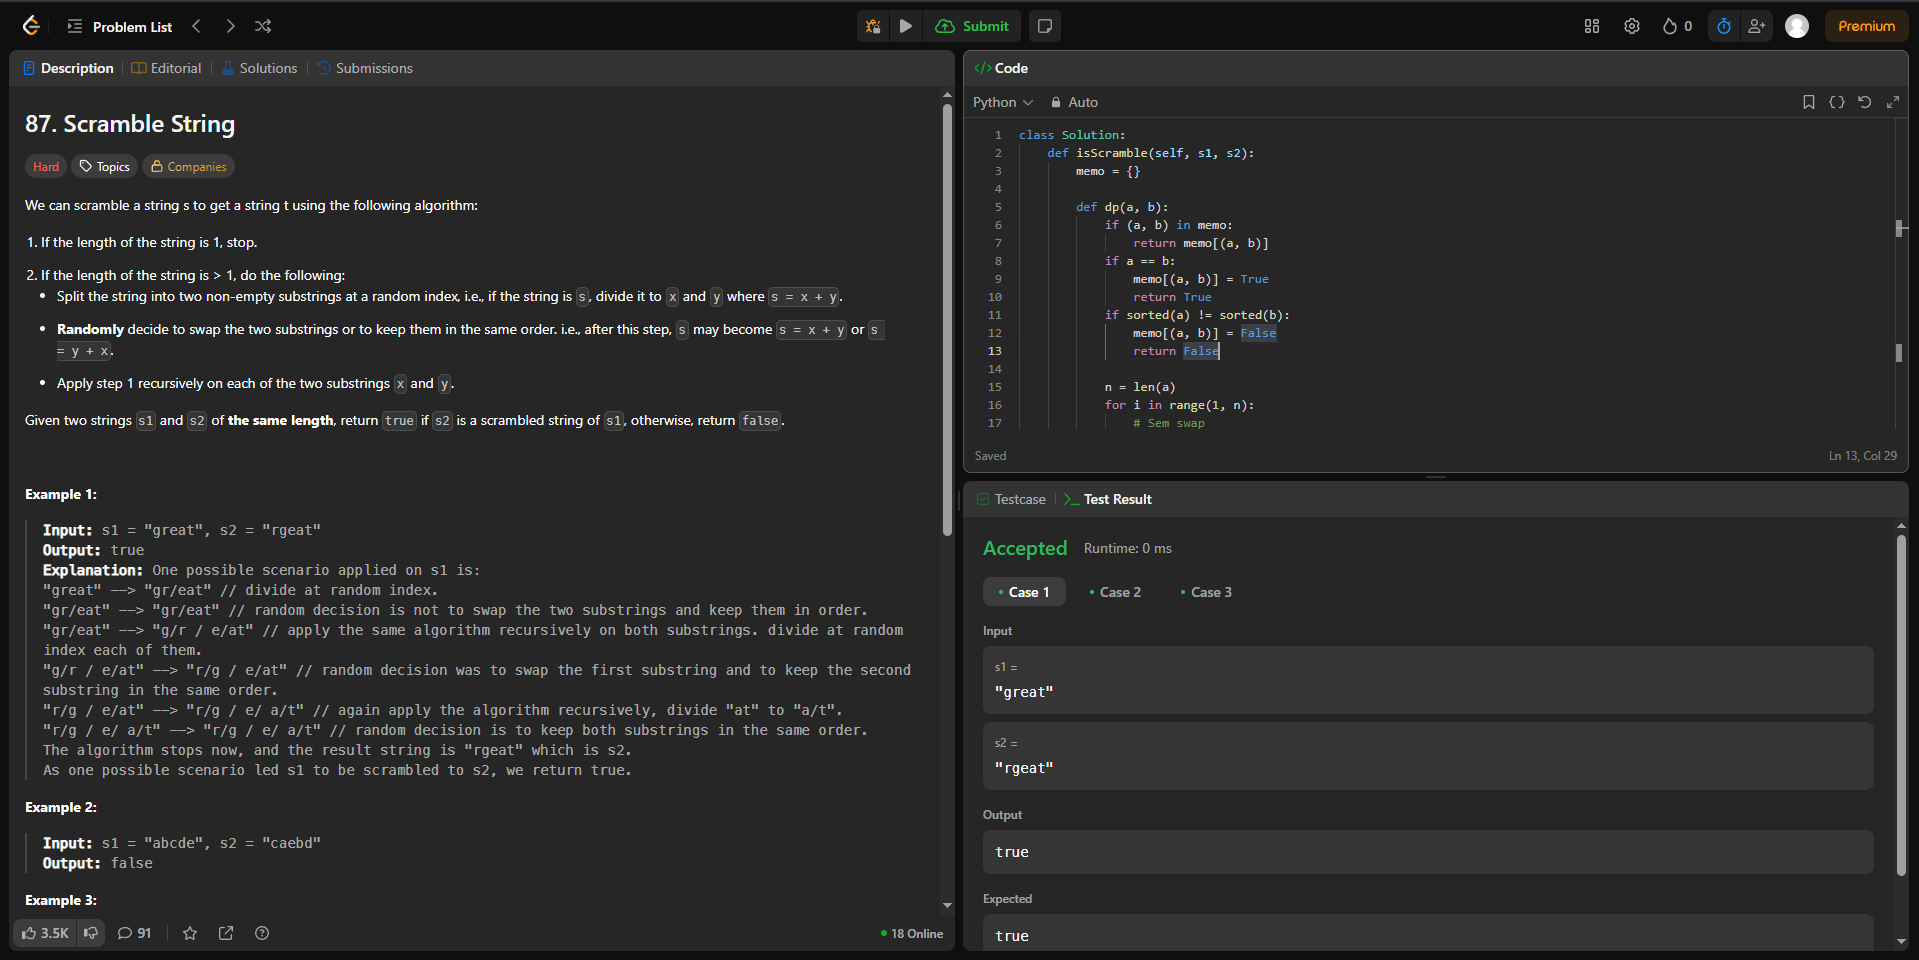 Problem List
Submit
0
Premium
Description
Editorial
Solutions
Submissions
87. Scramble String
Hard
Topics
Companies
We can scramble a string s to get a string t using the following algorithm:
1. If the length of the string is 1, stop.
2. If the length of the string is > 1, do the following:
• Split the string into two non-empty substrings at a random index, i.e., if the string is s, divide it to x and y where s = x + y.
• Randomly decide to swap the two substrings or to keep them in the same order. i.e., after this step, s may become s = x + y or s
= y + x.
• Apply step 1 recursively on each of the two substrings x and y.
Given two strings s1 and s2 of the same length, return true if s2 is a scrambled string of s1, otherwise, return false.
Example 1:
Input: s1 = "great", s2 = "rgeat"
Output: true
Explanation: One possible scenario applied on s1 is:
"great" --> "gr/eat" // divide at random index.
"gr/eat" --> "gr/eat" // random decision is not to swap the two substrings and keep them in order.
"gr/eat" --> "g/r / e/at" // apply the same algorithm recursively on both substrings. divide at random
index each of them.
"g/r / e/at" --> "r/g / e/at" // random decision was to swap the first substring and to keep the second
substring in the same order.
"r/g / e/at" --> "r/g / e/ a/t" // again apply the algorithm recursively, divide "at" to "a/t".
"r/g / e/ a/t" --> "r/g / e/ a/t" // random decision is to keep both substrings in the same order.
The algorithm stops now, and the result string is "rgeat" which is s2.
As one possible scenario led s1 to be scrambled to s2, we return true.
Example 2:
Input: s1 = "abcde", s2 = "caebd"
Output: false
Example 3:
3.5K
91
18 Online
</> Code
Python
Auto
1 class Solution:
2 def isScramble(self, s1, s2):
3 memo = {}
4
5 def dp(a, b):
6 if (a, b) in memo:
7 return memo[(a, b)]
8 if a == b:
9 memo[(a, b)] = True
10 return True
11 if sorted(a) != sorted(b):
12 memo[(a, b)] = False
13 return False
14
15 n = len(a)
16 for i in range(1, n):
17 # Sem swap
Saved
Ln 13, Col 29
Testcase
Test Result
Accepted
Runtime: 0 ms
• Case 1
• Case 2
• Case 3
Input
s1 =
"great"
s2 =
"rgeat"
Output
true
Expected
true